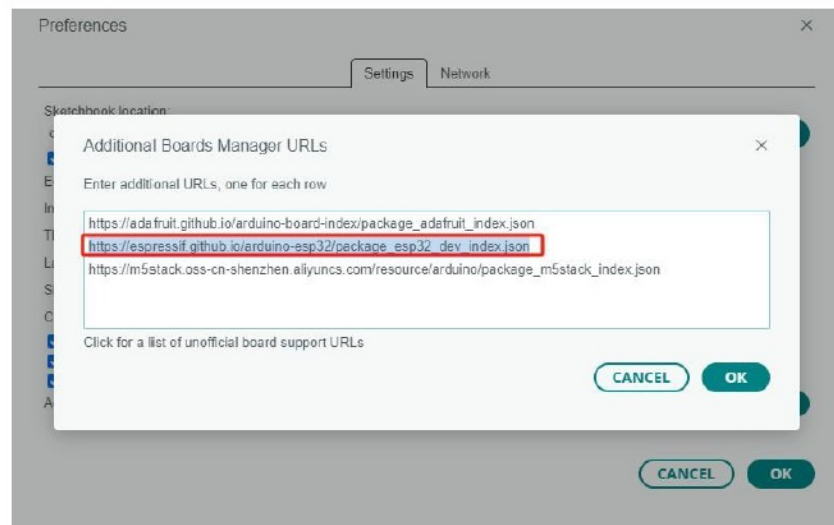 Preferences
Settings Network
Sketchbook location:
Additional Boards Manager URLs
Enter additional URLs, one for each row
https://adafruit.github.io/arduino-board-index/package_adafruit_index.json
https://espressif.github.io/arduino-esp32/package_esp32_dev_index.json
https://m5stack.oss-cn-shenzhen.aliyuncs.com/resource/arduino/package_m5stack_index.json
Click for a list of unofficial board support URLs
CANCEL OK
CANCEL OK